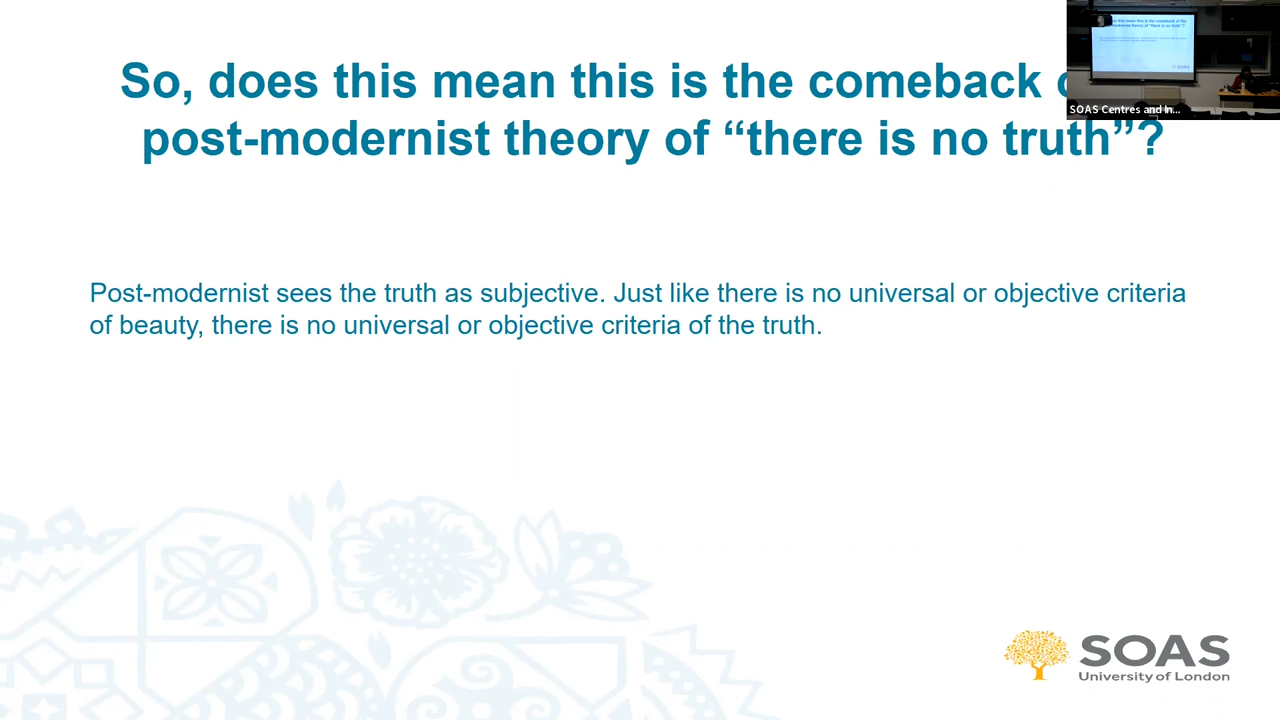 So, does this mean this is the comeback
post-modernist theory of “there is no truth”?
SOAS Centres and In...
Post-modernist sees the truth as subjective. Just like there is no universal or objective criteria
of beauty, there is no universal or objective criteria of the truth.
SOAS
University of London